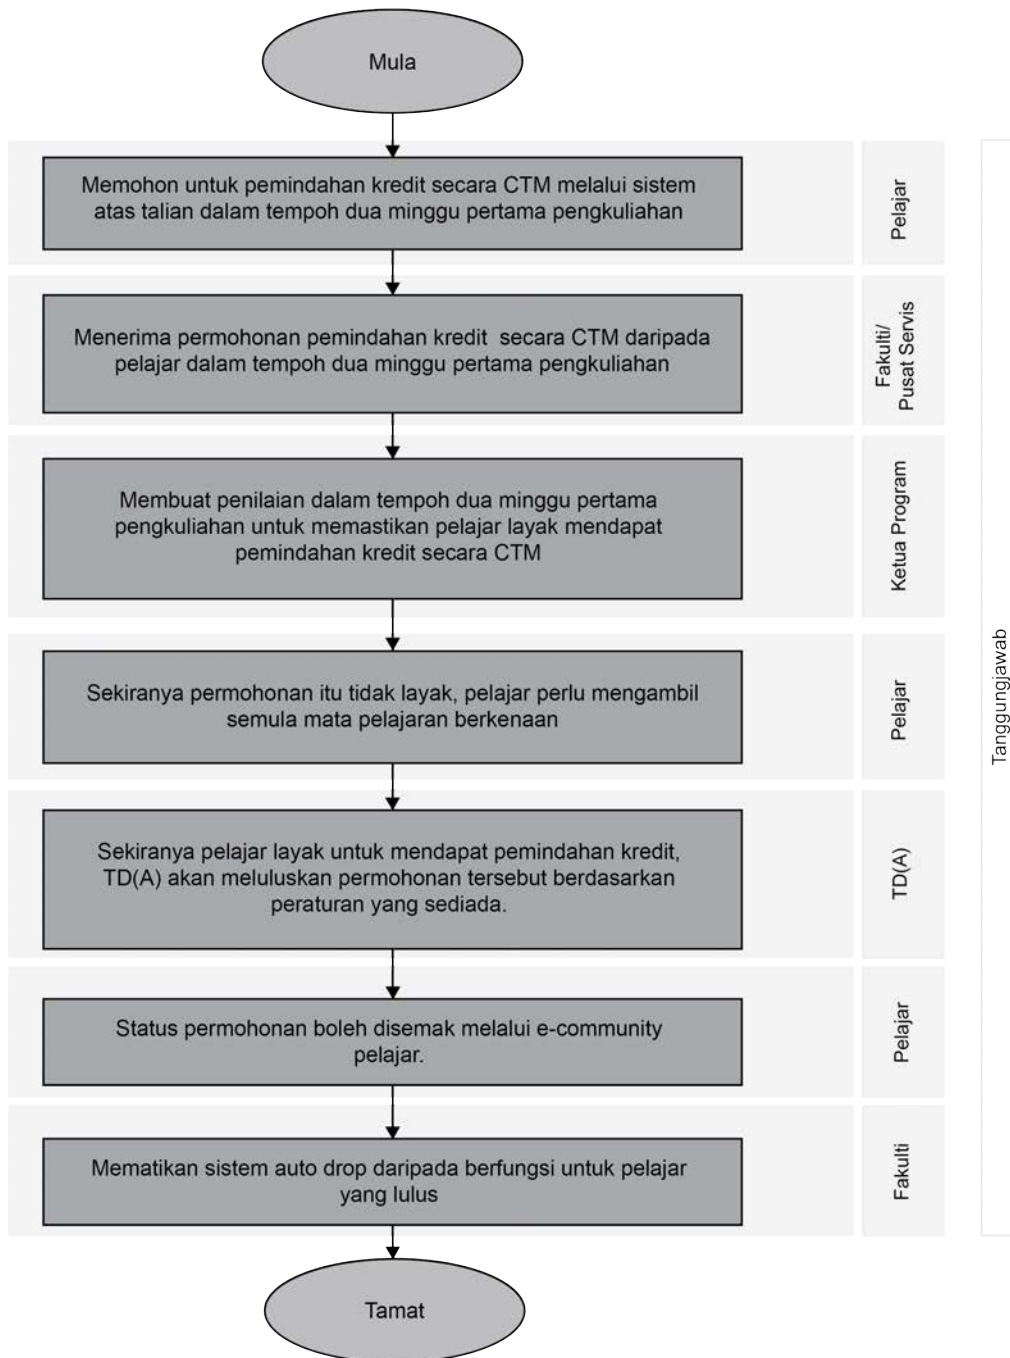 Mula
Memohon untuk pemindahan kredit secara CTM melalui sistem
atas talian dalam tempoh dua minggu pertama pengkuliahan
Pelajar
Menerima permohonan pemindahan kredit secara CTM daripada
pelajar dalam tempoh dua minggu pertama pengkuliahan
Fakulti/
Pusat Servis
Membuat penilaian dalam tempoh dua minggu pertama
pengkuliahan untuk memastikan pelajar layak mendapat
pemindahan kredit secara CTM
Ketua Program
Sekiranya permohonan itu tidak layak, pelajar perlu mengambil
semula mata pelajaran berkenaan
Pelajar
Sekiranya pelajar layak untuk mendapat pemindahan kredit,
TD(A) akan meluluskan permohonan tersebut berdasarkan
peraturan yang sediada.
TD(A)
Status permohonan boleh disemak melalui e-community
pelajar.
Pelajar
Mematikan sistem auto drop daripada berfungsi untuk pelajar
yang lulus
Fakulti
Tanggungjawab
Tamat